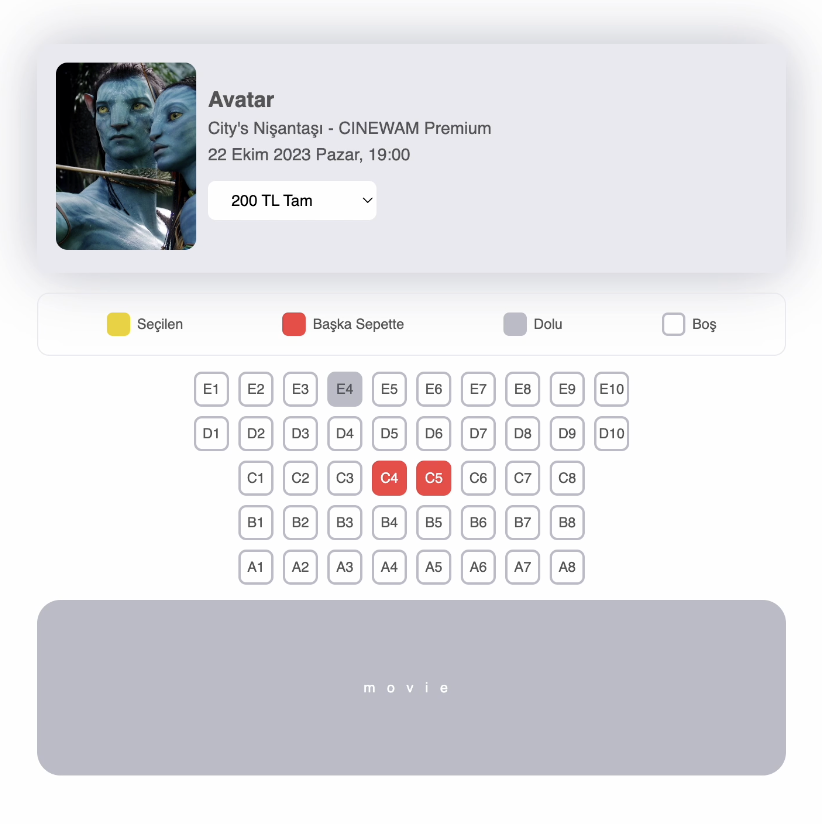 Avatar
City's Nişantaşı - CINEWAM Premium
22 Ekim 2023 Pazar, 19:00
200 TL Tam
Seçilen Başka Sepette Dolu Boş
E1 E2 E3 E4 E5 E6 E7 E8 E9 E10
D1 D2 D3 D4 D5 D6 D7 D8 D9 D10
C1 C2 C3 C4 C5 C6 C7 C8
B1 B2 B3 B4 B5 B6 B7 B8
A1 A2 A3 A4 A5 A6 A7 A8
movie